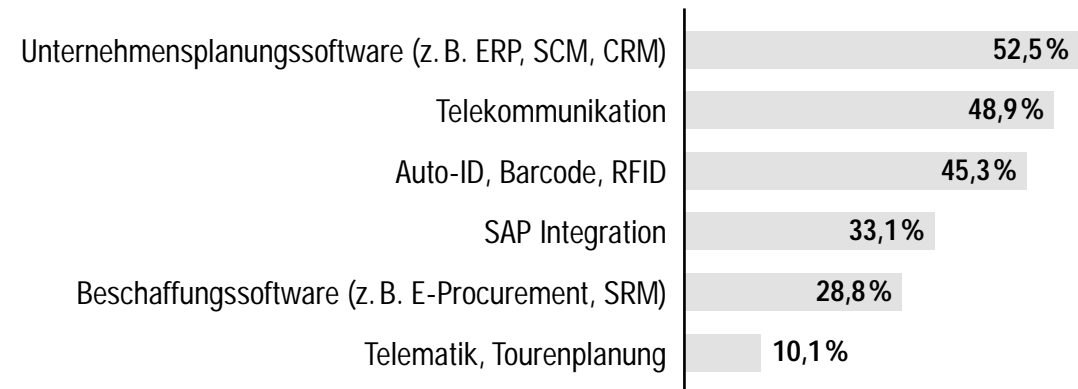 Unternehmensplanungssoftware (z. B. ERP, SCM, CRM) 52,5 %
Telekommunikation 48,9 %
Auto-ID, Barcode, RFID 45,3 %
SAP Integration 33,1 %
Beschaffungssoftware (z. B. E-Procurement, SRM) 28,8 %
Telematik, Tourenplanung 10,1 %